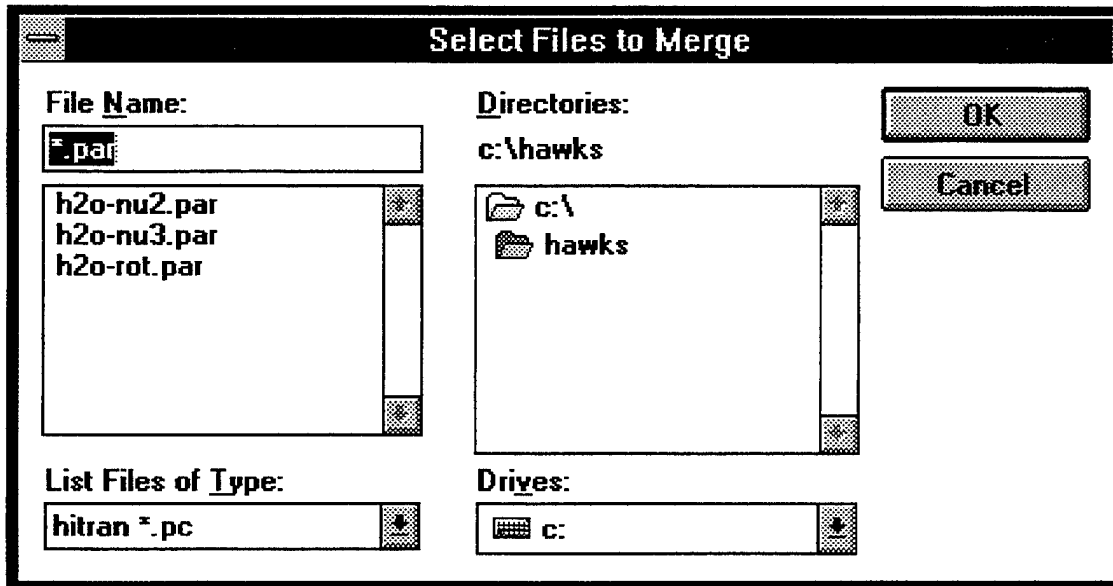 Select Files to Merge
File Name:
*.par
h2o-nu2.par
h2o-nu3.par
h2o-rot.par
List Files of Type:
hitran *.pc
Directories:
c:\hawks
c:\
hawks
Drives:
c:
OK
Cancel